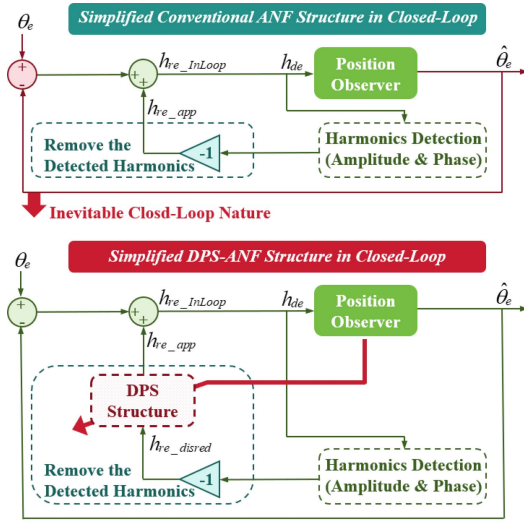 Simplified Conventional ANF Structure in Closed-Loop
θe
+
-
++
hre_InLoop
hde
Position
Observer
θ̂e
hre_app
Remove the
Detected Harmonics
-1
Harmonics Detection
(Amplitude & Phase)
Inevitable Closd-Loop Nature
Simplified DPS-ANF Structure in Closed-Loop
θe
+
-
++
hre_InLoop
hde
Position
Observer
θ̂e
hre_app
DPS
Structure
hre_disred
Remove the
Detected Harmonics
-1
Harmonics Detection
(Amplitude & Phase)